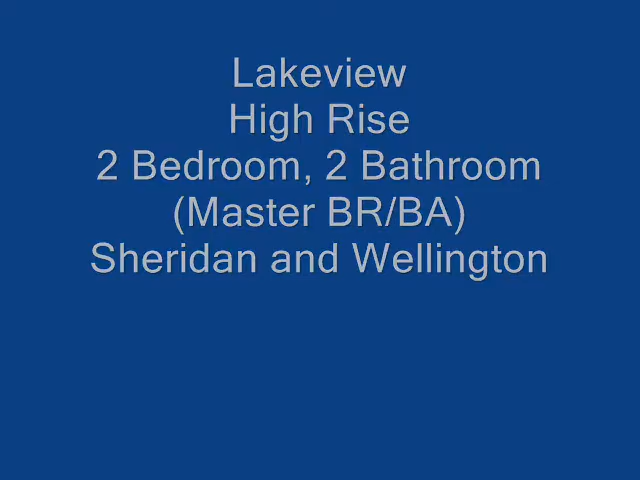 Lakeview
High Rise
2 Bedroom, 2 Bathroom
(Master BR/BA)
Sheridan and Wellington